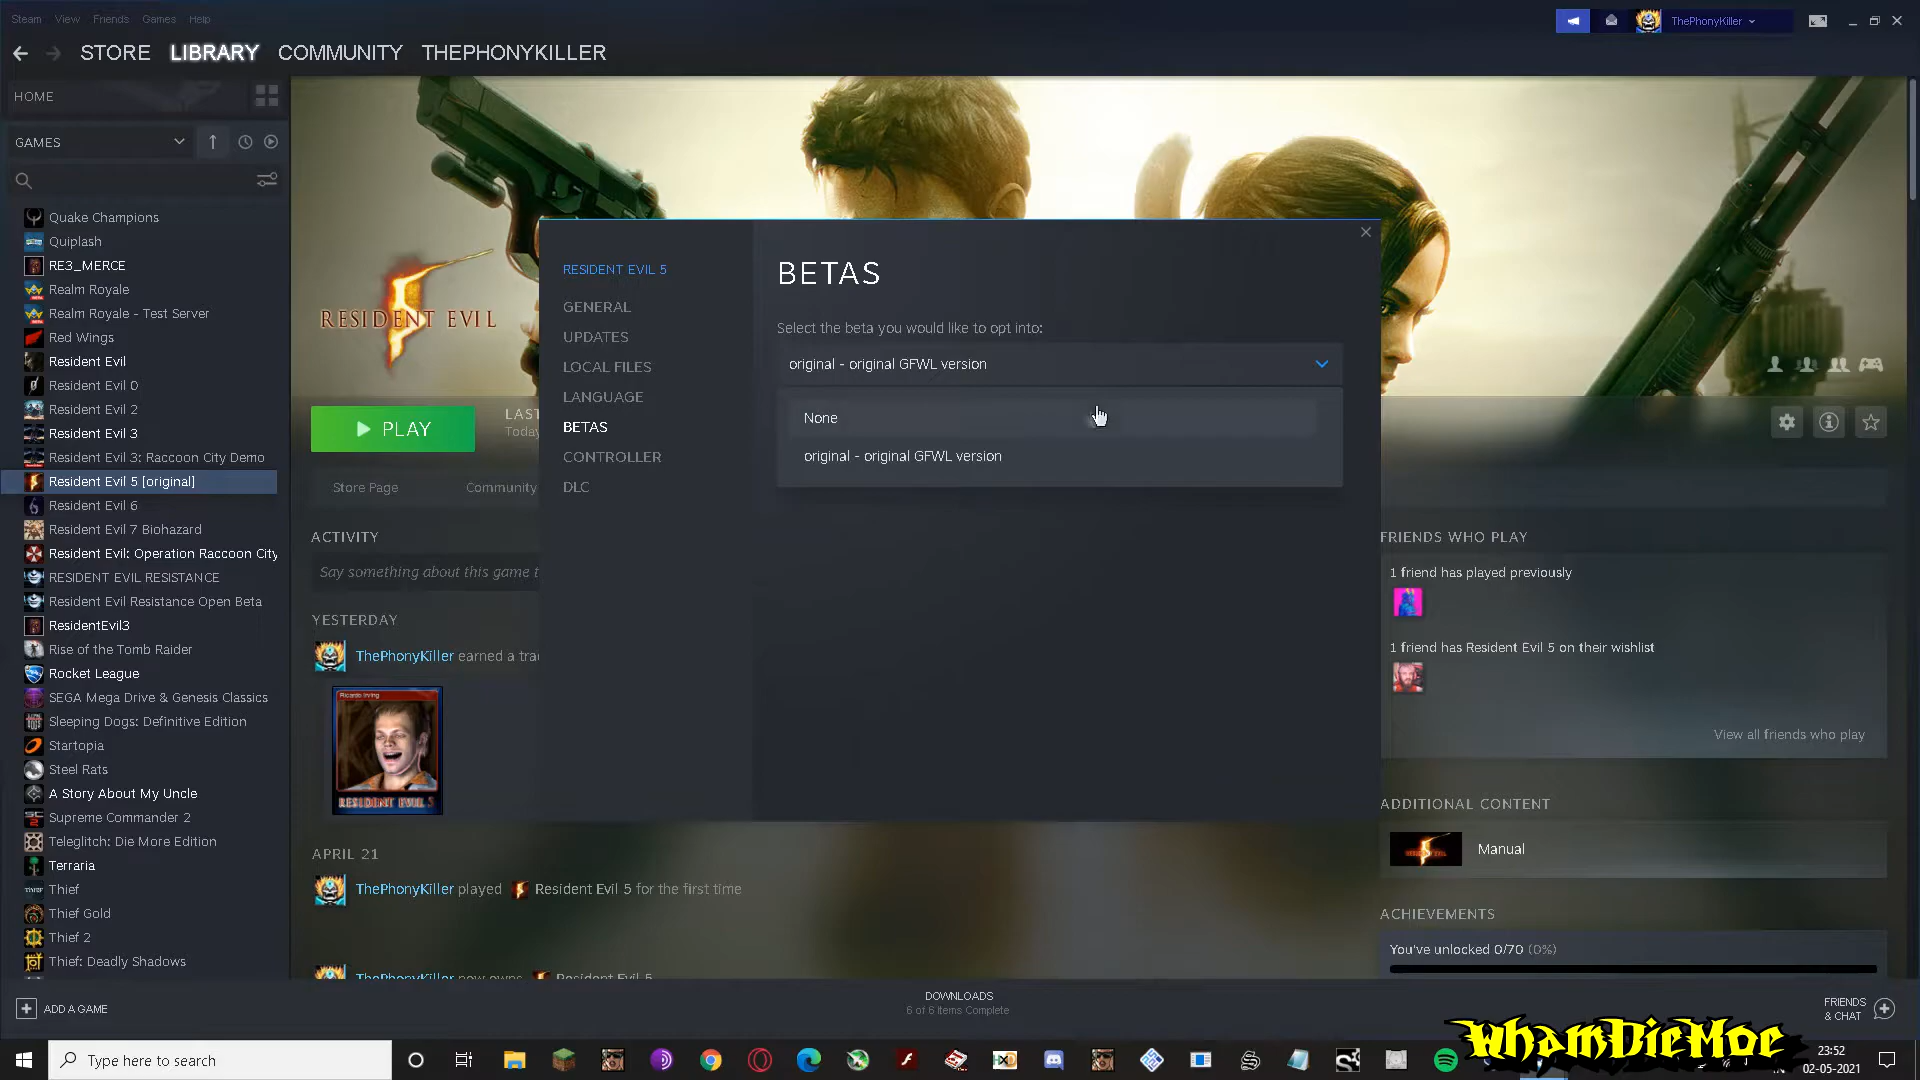 Steam View Friends Games Help
ThePhonyKiller
STORE LIBRARY COMMUNITY THEPHONYKILLER
HOME
GAMES
Quake Champions
Quiplash
RE3_MERCE
Realm Royale
Realm Royale - Test Server
Red Wings
Resident Evil
Resident Evil 0
Resident Evil 2
Resident Evil 3
Resident Evil 3: Raccoon City Demo
Resident Evil 5 [original]
Resident Evil 6
Resident Evil 7 Biohazard
Resident Evil: Operation Raccoon City
RESIDENT EVIL RESISTANCE
Resident Evil Resistance Open Beta
ResidentEvil3
Rise of the Tomb Raider
Rocket League
SEGA Mega Drive & Genesis Classics
Sleeping Dogs: Definitive Edition
Startopia
Steel Rats
A Story About My Uncle
Supreme Commander 2
Teleglitch: Die More Edition
Terraria
Thief
Thief Gold
Thief 2
Thief: Deadly Shadows
ADD A GAME
RESIDENT EVIL 5
PLAY
LAST
Today
Store Page
Community
ACTIVITY
Say something about this game t
YESTERDAY
ThePhonyKiller earned a tra
Ricardo Irving
RESIDENT EVIL 5
APRIL 21
ThePhonyKiller played Resident Evil 5 for the first time
ThePhonyKiller now owns Resident Evil 5
RESIDENT EVIL 5
GENERAL
UPDATES
LOCAL FILES
LANGUAGE
BETAS
CONTROLLER
DLC
BETAS
Select the beta you would like to opt into:
original - original GFWL version
None
original - original GFWL version
FRIENDS WHO PLAY
1 friend has played previously
1 friend has Resident Evil 5 on their wishlist
View all friends who play
ADDITIONAL CONTENT
Manual
ACHIEVEMENTS
You've unlocked 0/70 (0%)
DOWNLOADS
6 of 6 Items Complete
FRIENDS
& CHAT
WhamDieMoe
Type here to search
23:52
02-05-2021